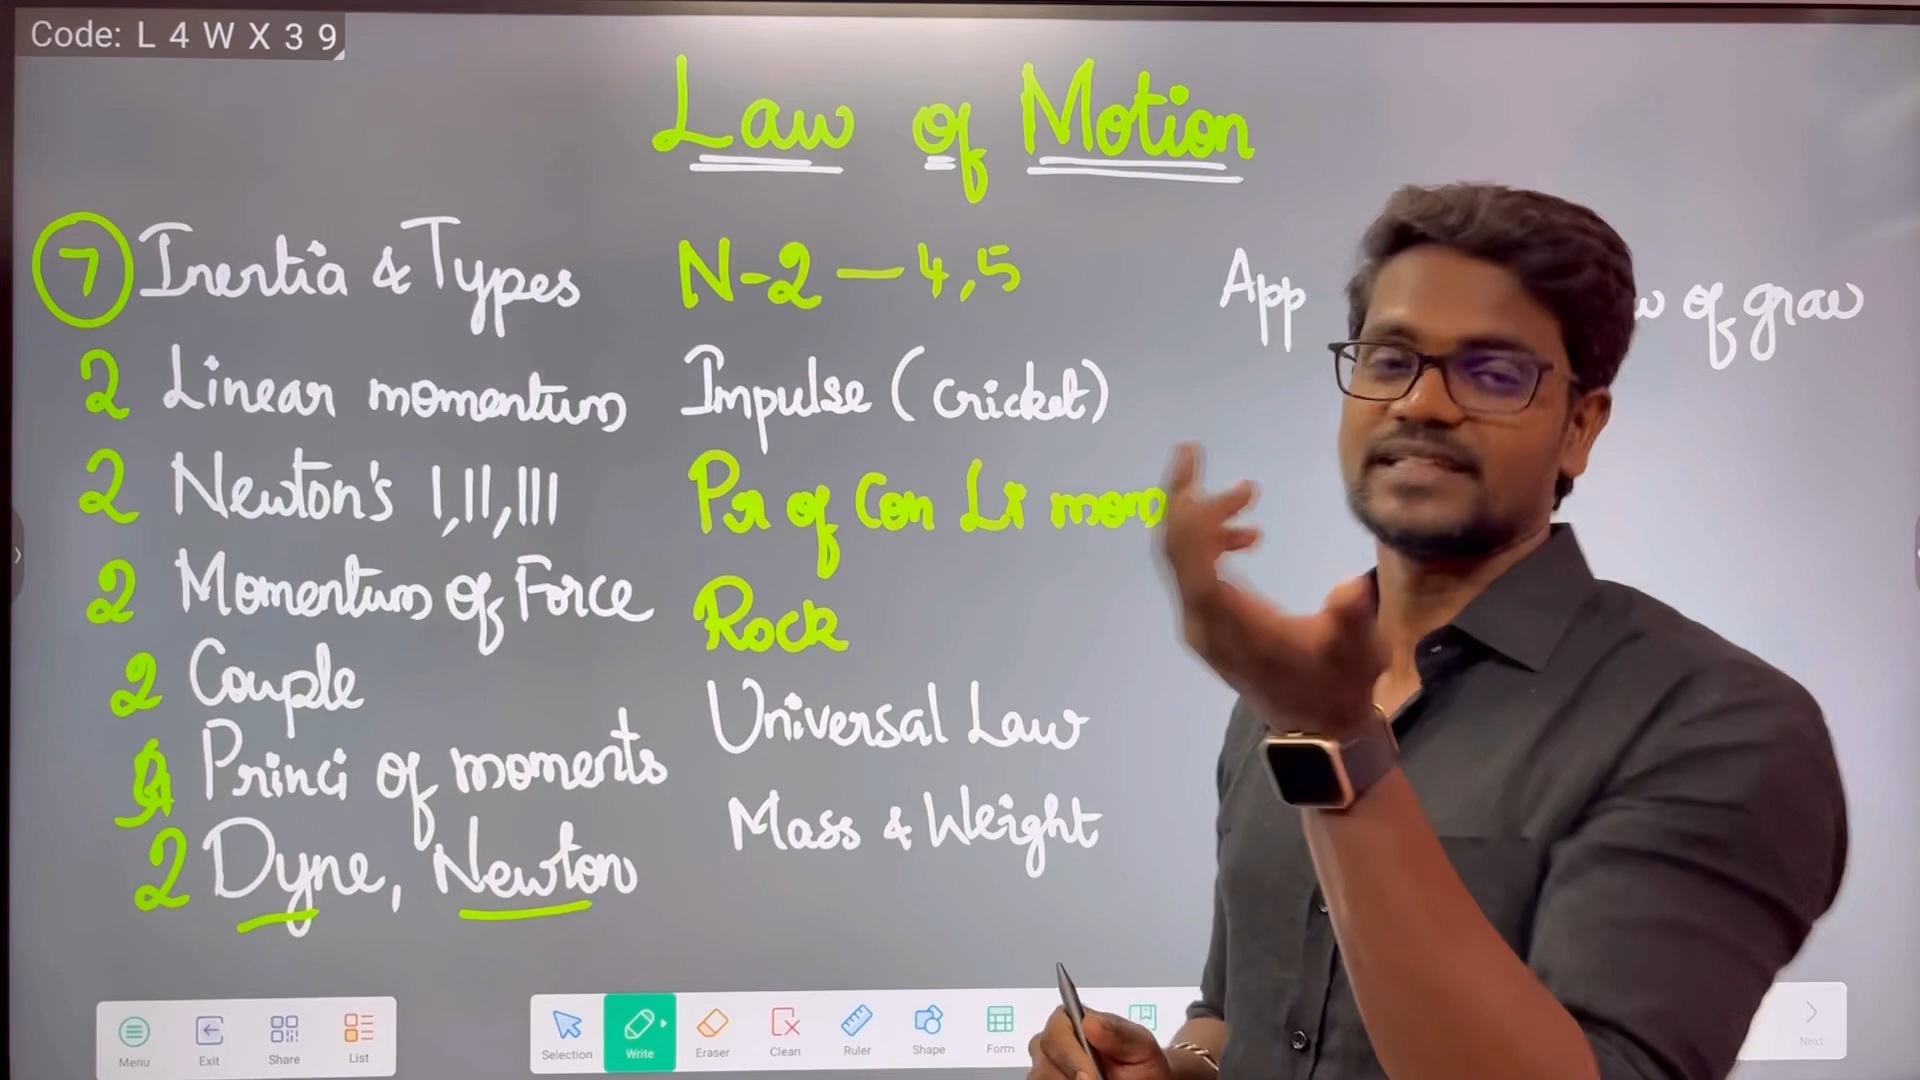 Code: L 4 W X 3 9
Law of Motion
7 Inertia & Types
2 Linear momentum
2 Newton's I,II,III
2 Momentum of Force
2 Couple
Princi of moments
2 Dyne, Newton
N-2 — 4,5
Impulse (cricket)
Pr of Con Li mom
Rock
Universal Law
Mass & Weight
App of grav
Menu
Exit
Share
List
Selection
Write
Eraser
Clean
Ruler
Shape
Form
Next